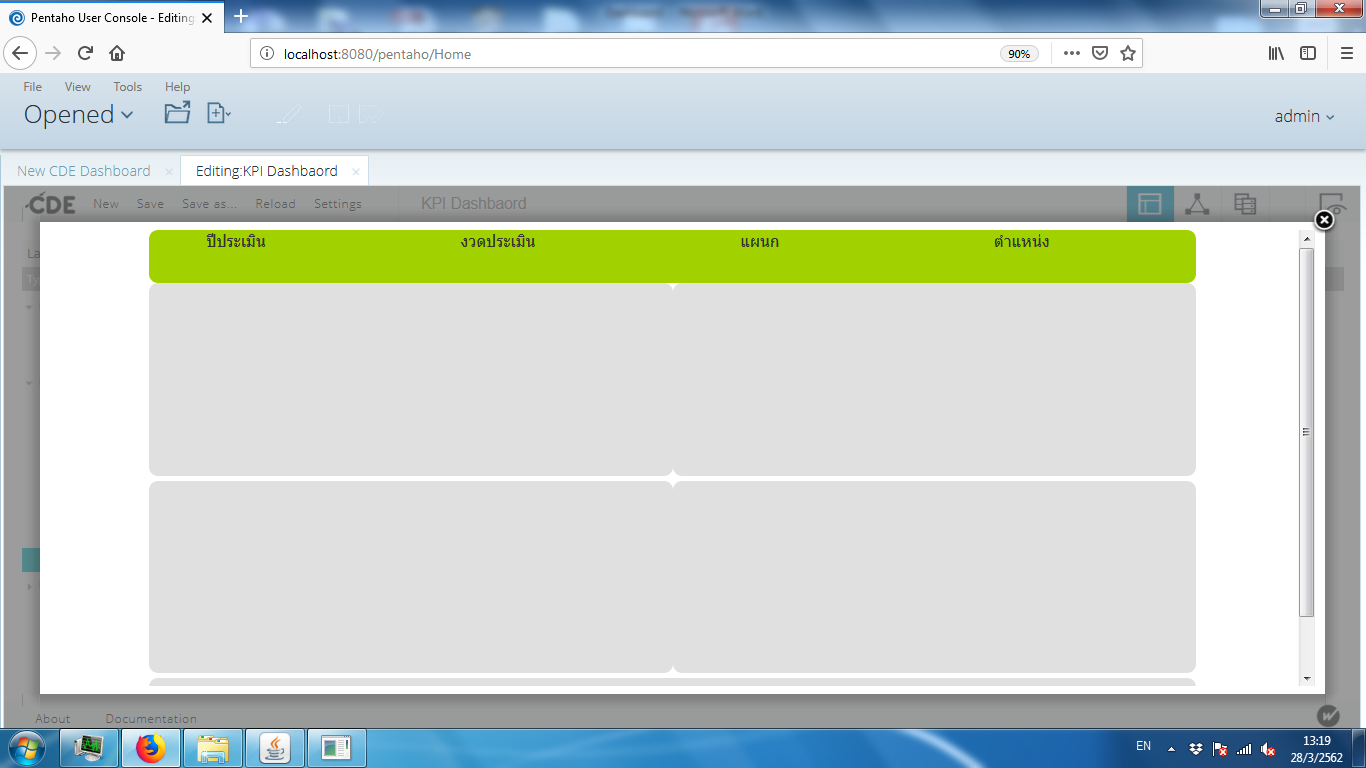 Pentaho User Console - Editing
localhost:8080/pentaho/Home
90%
File View Tools Help
Opened
admin
New CDE Dashboard
Editing:KPI Dashbaord
CDE New Save Save as... Reload Settings KPI Dashbaord
La
Ty
ปีประเมิน งวดประเมิน แผนก ตำแหน่ง
About Documentation
EN
13:19
28/3/2562